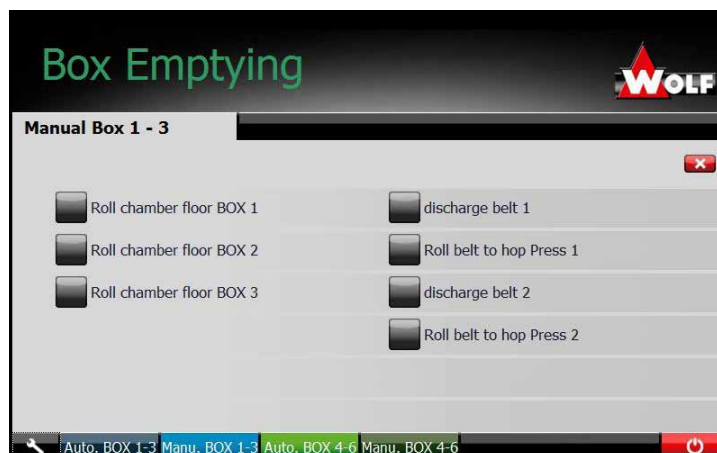 Box Emptying
WOLF
Manual Box 1 - 3
Roll chamber floor BOX 1
discharge belt 1
Roll chamber floor BOX 2
Roll belt to hop Press 1
Roll chamber floor BOX 3
discharge belt 2
Roll belt to hop Press 2
Auto. BOX 1-3 Manu. BOX 1-3 Auto. BOX 4-6 Manu. BOX 4-6